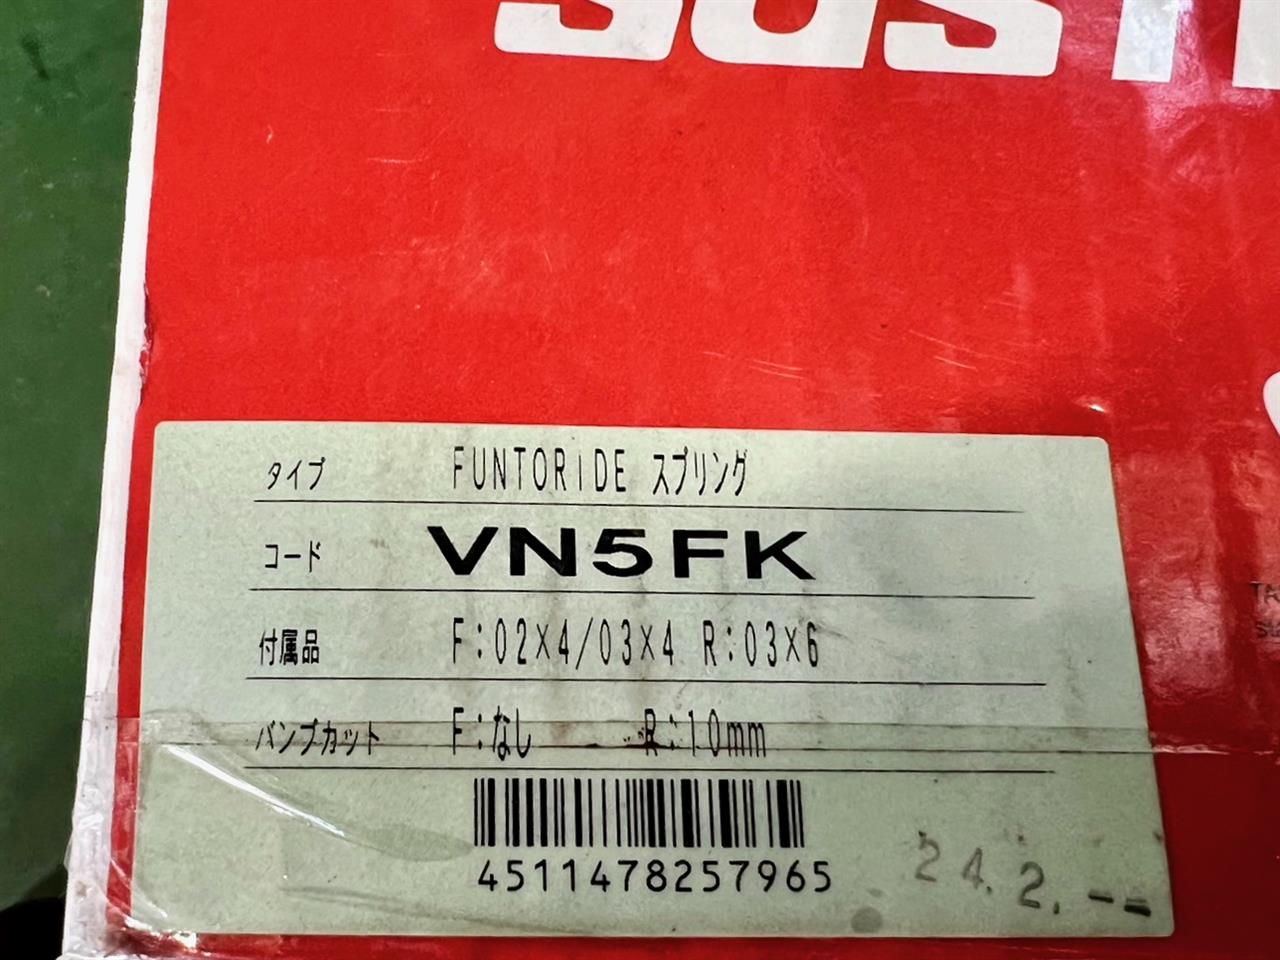 タイプ FUNTORIDE スプリング
コード VN5FK
付属品 F:02×4/03×4 R:03×6
バンプカット F:なし R:10mm
4511478257965
24.2.--